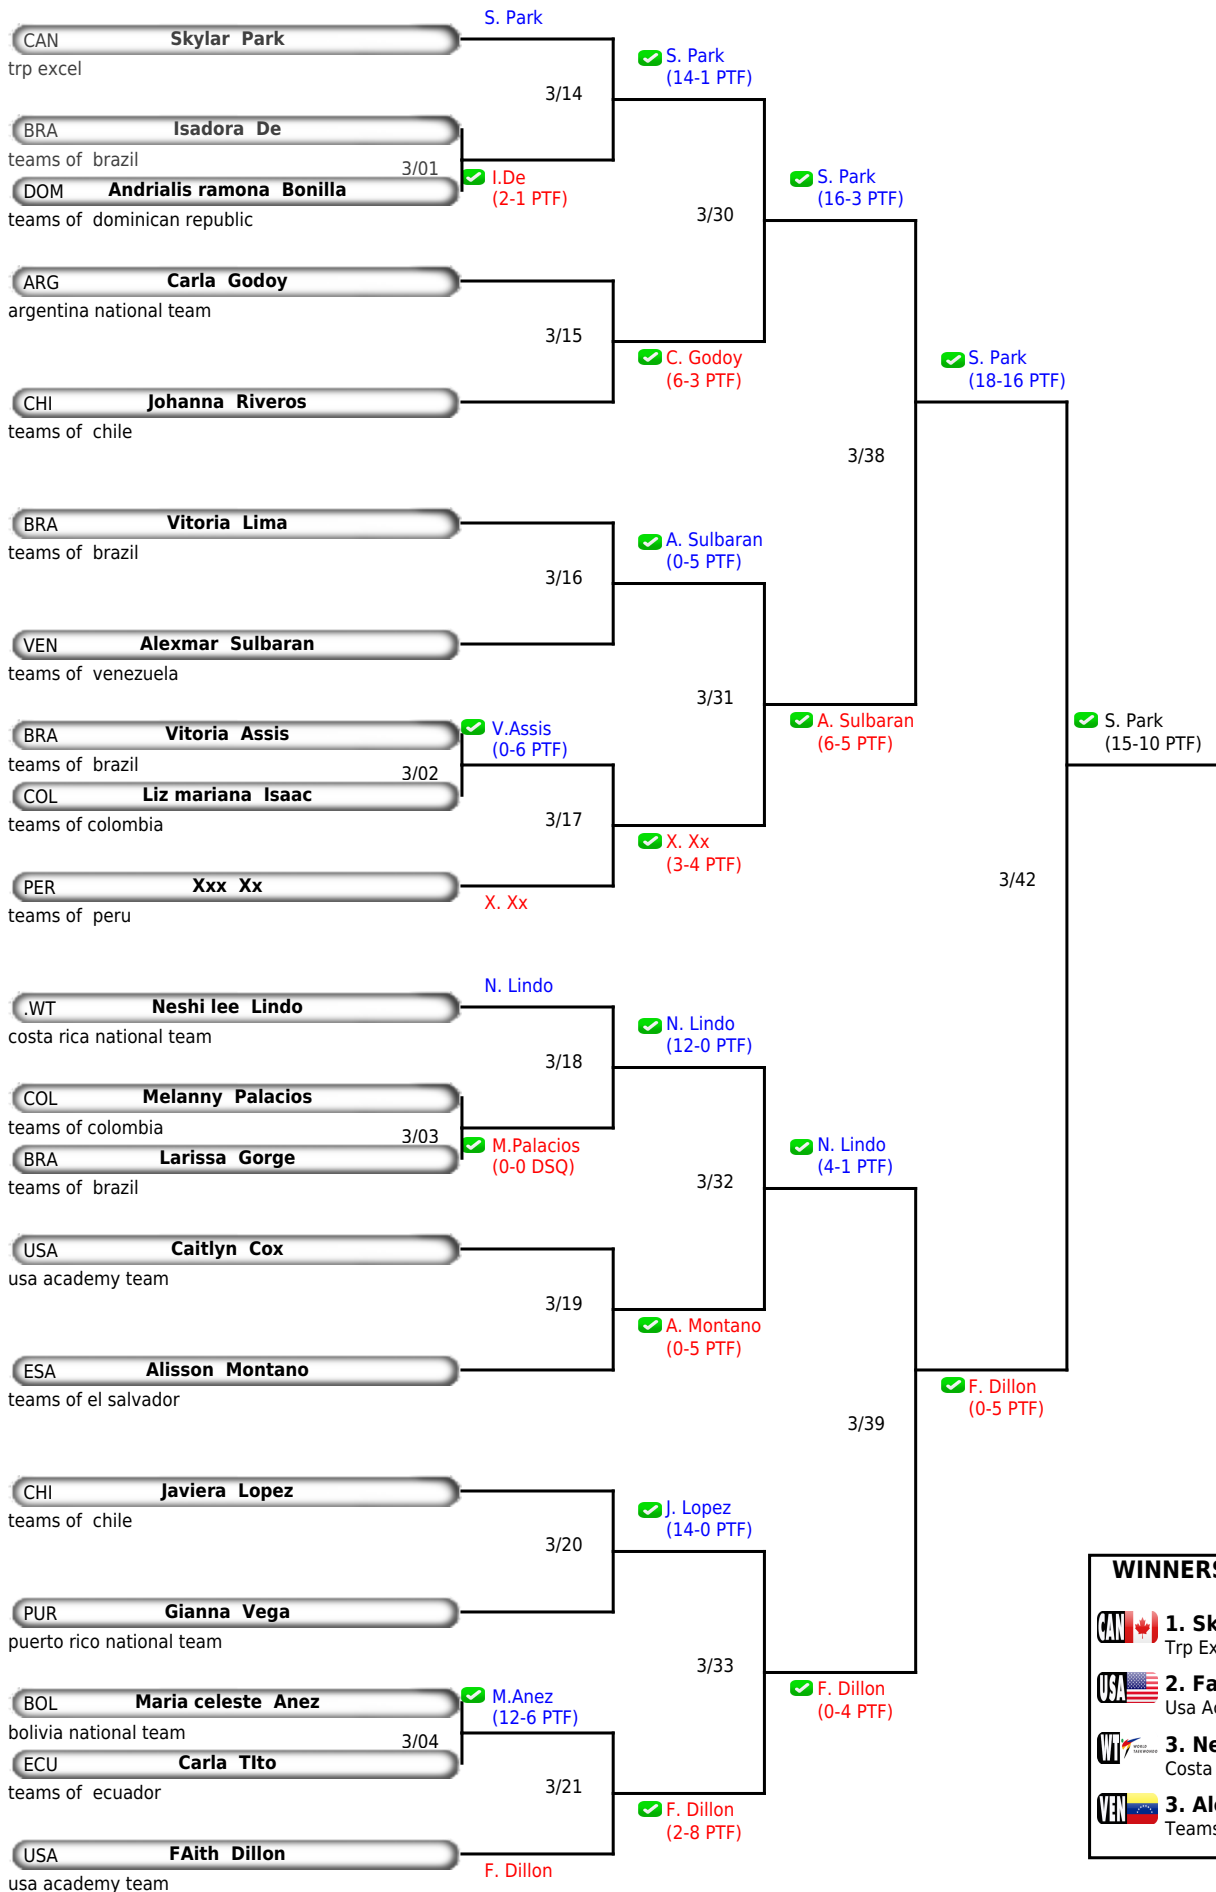 S. Park
CAN Skylar Park
trp excel
S. Park
(14-1 PTF)
3/14
BRA Isadora De
teams of brazil
3/01
I.De
(2-1 PTF)
DOM Andrialis ramona Bonilla
teams of dominican republic
S. Park
(16-3 PTF)
3/30
ARG Carla Godoy
argentina national team
3/15
C. Godoy
(6-3 PTF)
CHI Johanna Riveros
teams of chile
S. Park
(18-16 PTF)
3/38
BRA Vitoria Lima
teams of brazil
A. Sulbaran
(0-5 PTF)
3/16
VEN Alexmar Sulbaran
teams of venezuela
3/31
A. Sulbaran
(6-5 PTF)
BRA Vitoria Assis
teams of brazil
V.Assis
(0-6 PTF)
3/02
COL Liz mariana Isaac
teams of colombia
3/17
X. Xx
(3-4 PTF)
PER Xxx Xx
teams of peru
X. Xx
S. Park
(15-10 PTF)
3/42
N. Lindo
.WT Neshi lee Lindo
costa rica national team
N. Lindo
(12-0 PTF)
3/18
COL Melanny Palacios
teams of colombia
3/03
M.Palacios
(0-0 DSQ)
BRA Larissa Gorge
teams of brazil
N. Lindo
(4-1 PTF)
3/32
USA Caitlyn Cox
usa academy team
3/19
A. Montano
(0-5 PTF)
ESA Alisson Montano
teams of el salvador
F. Dillon
(0-5 PTF)
3/39
CHI Javiera Lopez
teams of chile
J. Lopez
(14-0 PTF)
3/20
PUR Gianna Vega
puerto rico national team
3/33
F. Dillon
(0-4 PTF)
BOL Maria celeste Anez
bolivia national team
M.Anez
(12-6 PTF)
3/04
ECU Carla TIto
teams of ecuador
3/21
F. Dillon
(2-8 PTF)
USA FAith Dillon
usa academy team
F. Dillon
WINNERS
CAN 1. Sk
Trp Ex
USA 2. Fa
Usa A
WT 3. Ne
Costa
VEN 3. Al
Teams